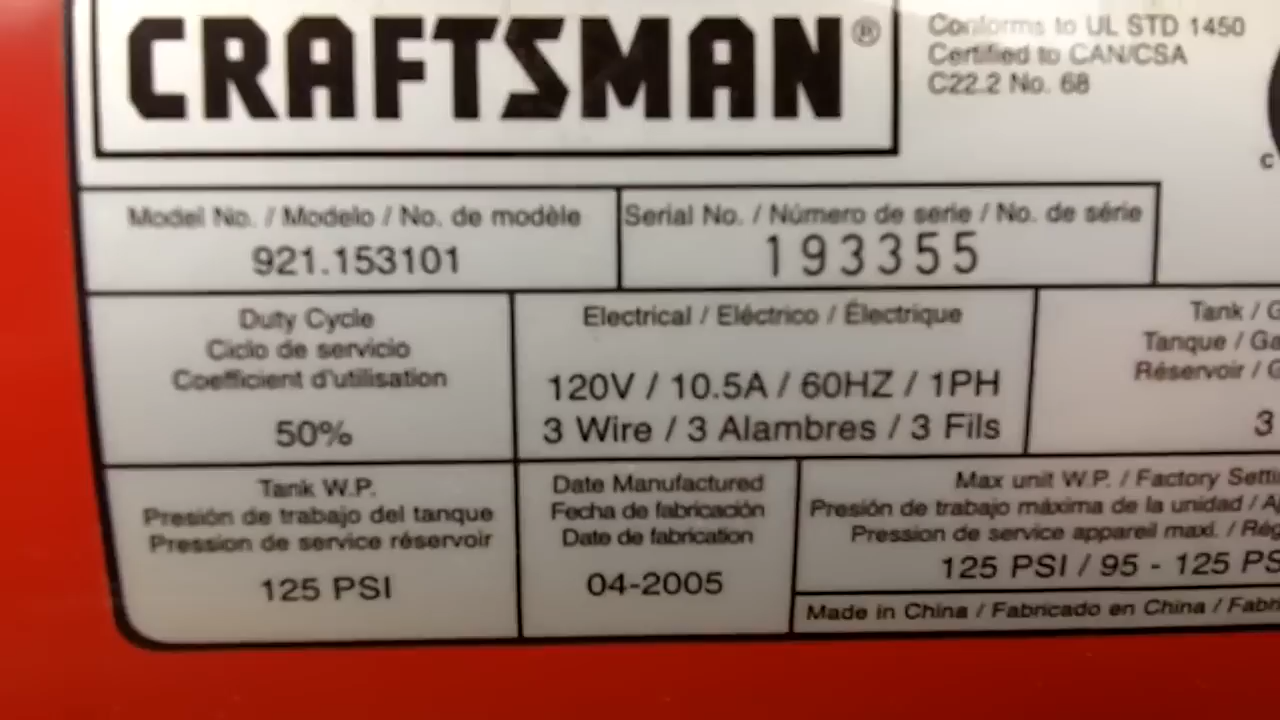 CRAFTSMAN®
Conforms to UL STD 1450
Certified to CAN/CSA
C22.2 No. 68
Model No. / Modelo / No. de modèle
921.153101
Serial No. / Número de serie / No. de série
193355
Duty Cycle
Ciclo de servicio
Coefficient d'utilisation
50%
Electrical / Eléctrico / Électrique
120V / 10.5A / 60HZ / 1PH
3 Wire / 3 Alambres / 3 Fils
Tank / G
Tanque / Ga
Réservoir / G
3
Tank W.P.
Presión de trabajo del tanque
Pression de service réservoir
125 PSI
Date Manufactured
Fecha de fabricación
Date de fabrication
04-2005
Max unit W.P. / Factory Setti
Presión de trabajo máxima de la unidad / A
Pression de service appareil maxi. / Rég
125 PSI / 95 - 125 PS
Made in China / Fabricado en China / Fabr
c